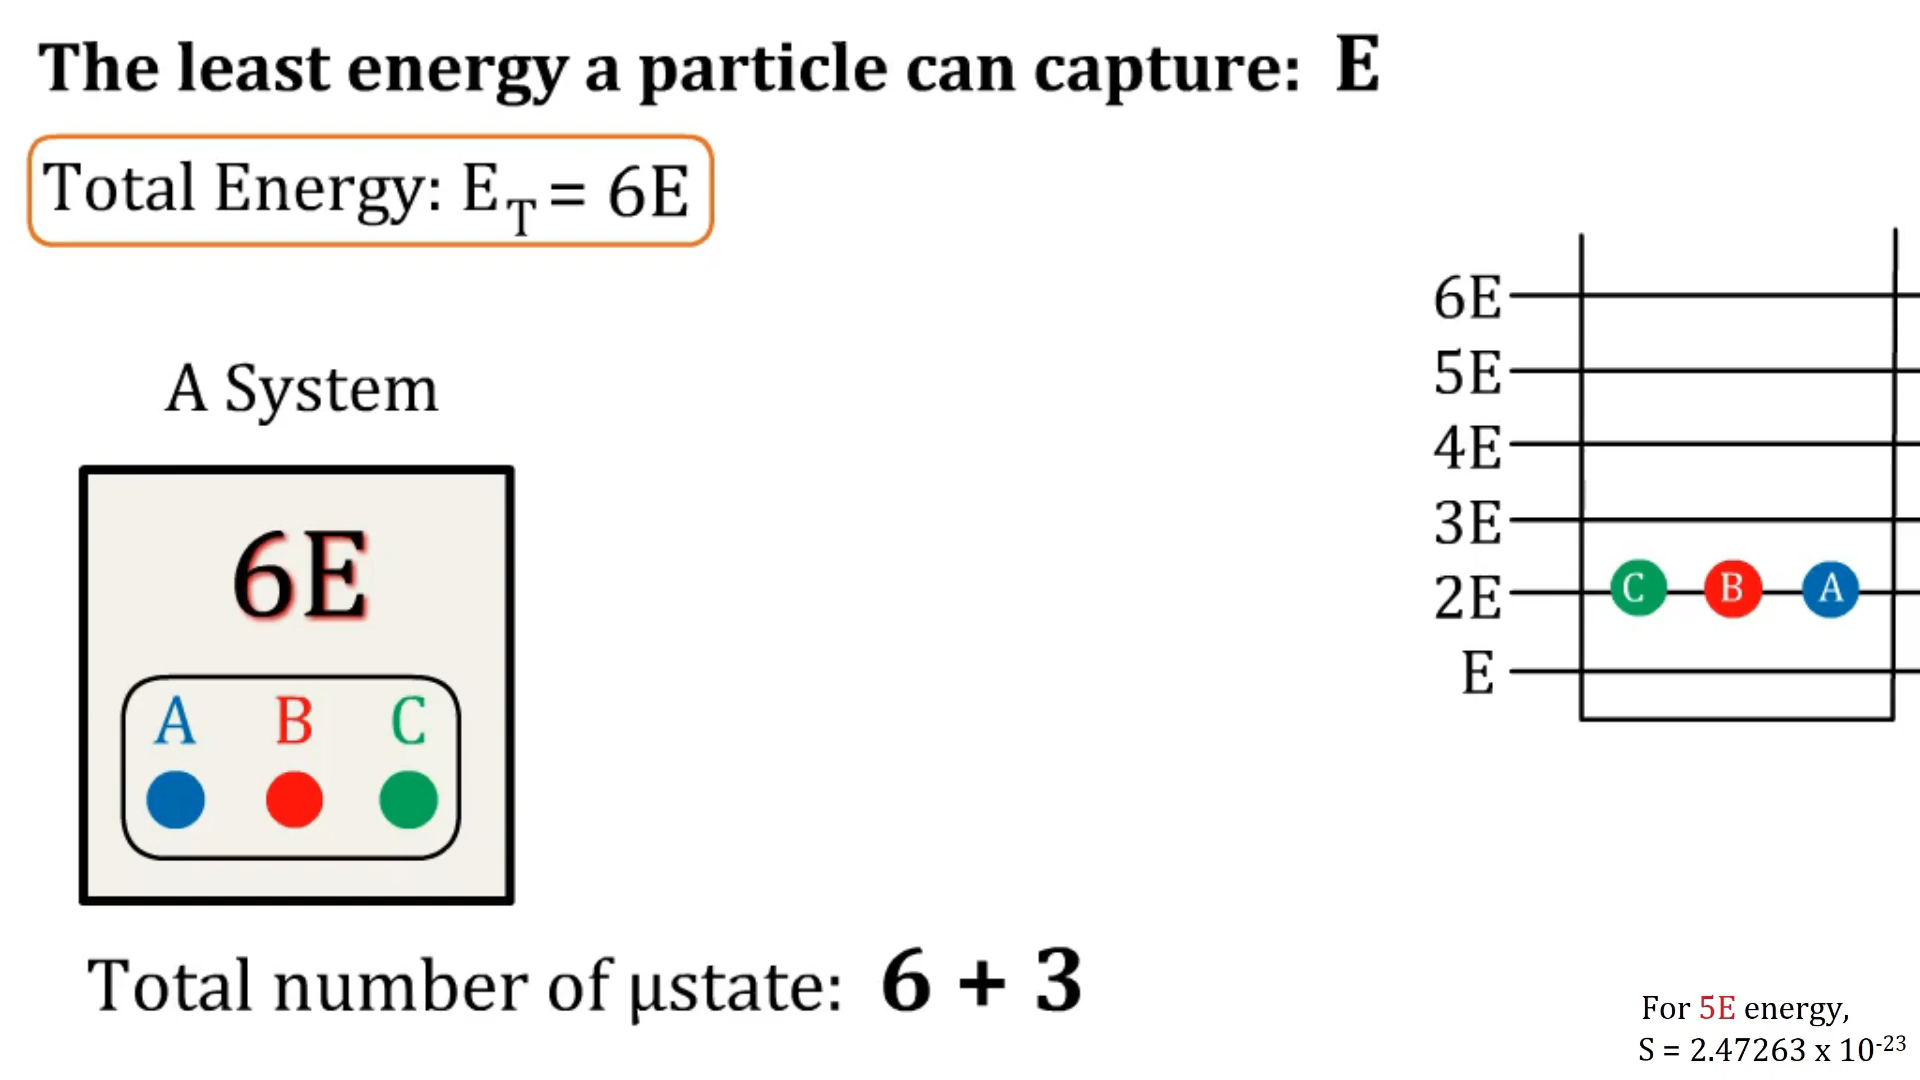 The least energy a particle can capture: E
Total Energy: E_T = 6E
A System
6E
A B C
6E
5E
4E
3E
2E C B A
E
Total number of μstate: 6 + 3
For 5E energy,
S = 2.47263 x 10⁻²³